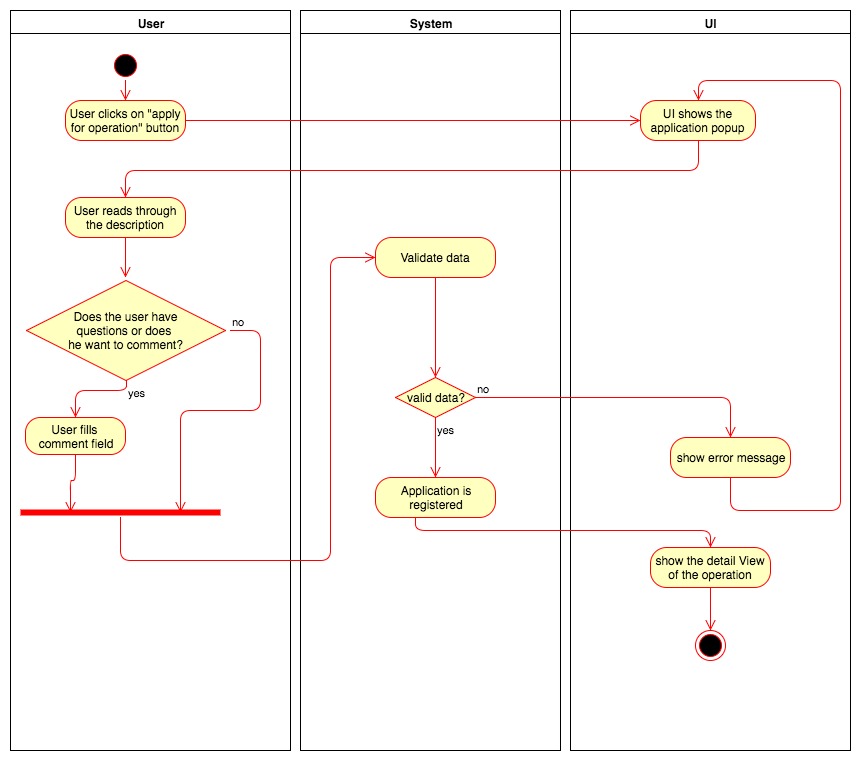 User
System
UI
User clicks on "apply
for operation" button
UI shows the
application popup
User reads through
the description
Validate data
Does the user have
questions or does
he want to comment?
no
yes
User fills
comment field
valid data?
no
yes
show error message
Application is
registered
show the detail View
of the operation